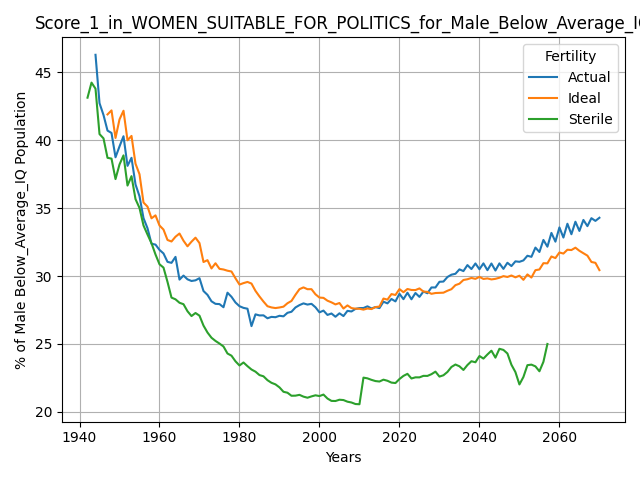 Score_1_in_WOMEN_SUITABLE_FOR_POLITICS_for_Male_Below_Average_I
Fertility
Actual
Ideal
Sterile
% of Male Below_Average_IQ Population
45
40
35
30
25
20
1940
1960
1980
2000
2020
2040
2060
Years